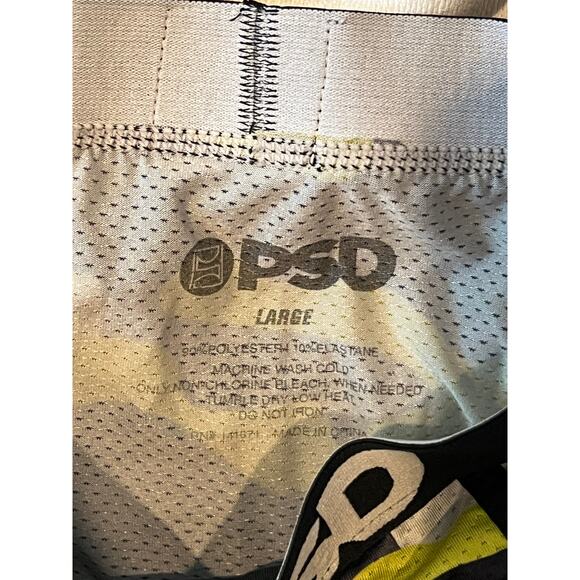 PSD
LARGE
90% POLYESTER 10% ELASTANE
MACHINE WASH COLD
ONLY NON-CHLORINE BLEACH, WHEN NEEDED
TUMBLE DRY LOW HEAT
DO NOT IRON
RN# MADE IN CHINA